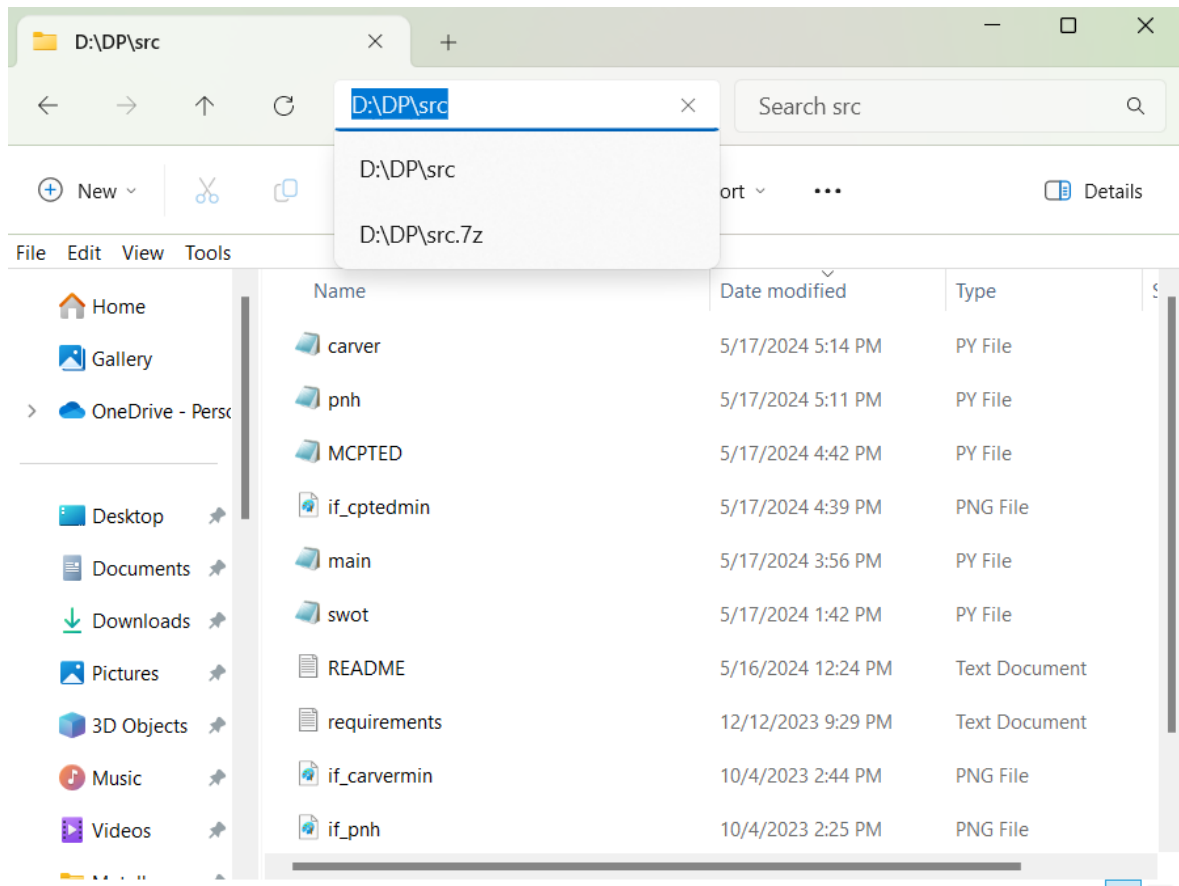 D:\DP\src
D:\DP\src
Search src
New
D:\DP\src
D:\DP\src.7z
ort
Details
File Edit View Tools
Name Date modified Type
Home
Gallery
OneDrive - Perso
Desktop
Documents
Downloads
Pictures
3D Objects
Music
Videos
carver 5/17/2024 5:14 PM PY File
pnh 5/17/2024 5:11 PM PY File
MCPTED 5/17/2024 4:42 PM PY File
if_cptedmin 5/17/2024 4:39 PM PNG File
main 5/17/2024 3:56 PM PY File
swot 5/17/2024 1:42 PM PY File
README 5/16/2024 12:24 PM Text Document
requirements 12/12/2023 9:29 PM Text Document
if_carvermin 10/4/2023 2:44 PM PNG File
if_pnh 10/4/2023 2:25 PM PNG File